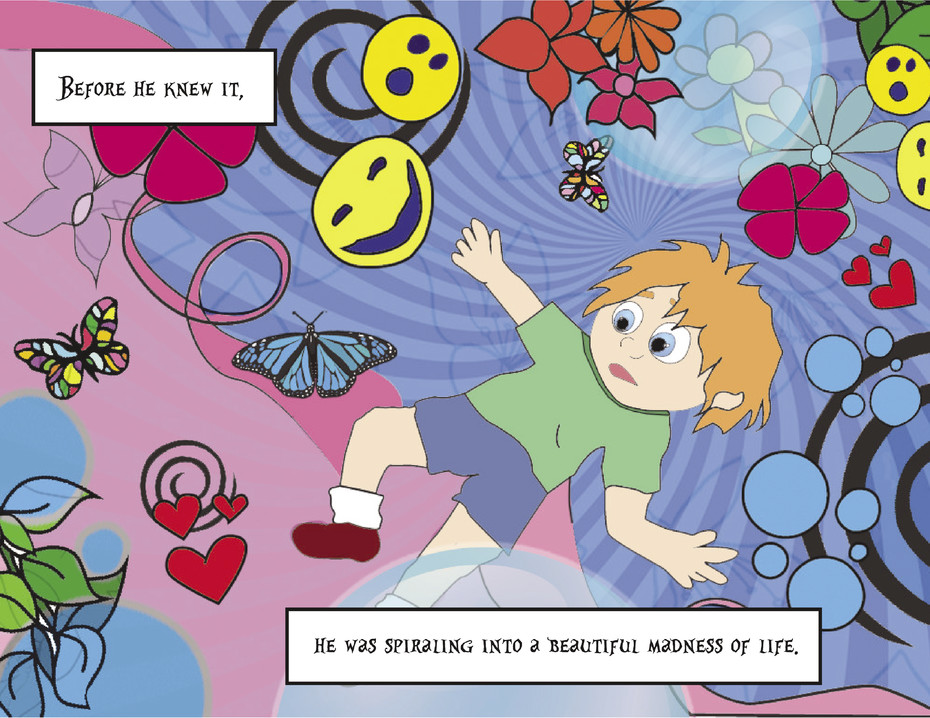 Before he knew it,
He was spiraling into a beautiful madness of life.